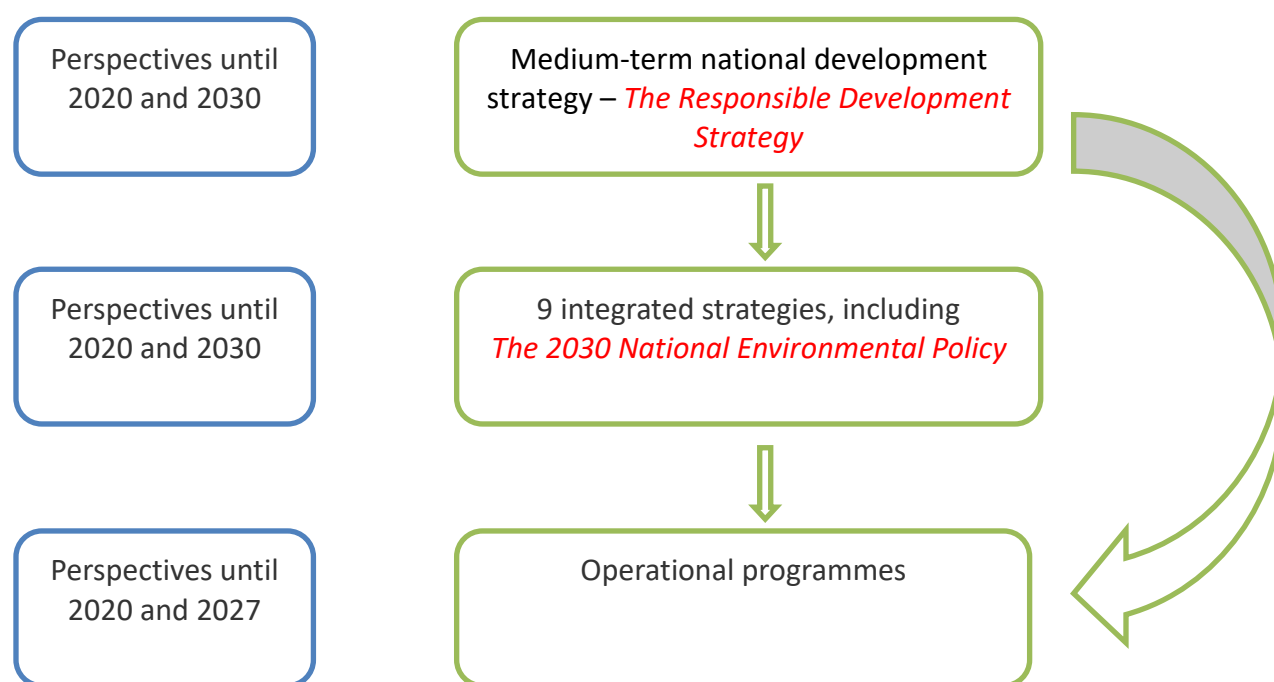 Perspectives until
2020 and 2030
Medium-term national development
strategy – The Responsible Development
Strategy
Perspectives until
2020 and 2030
9 integrated strategies, including
The 2030 National Environmental Policy
Perspectives until
2020 and 2027
Operational programmes